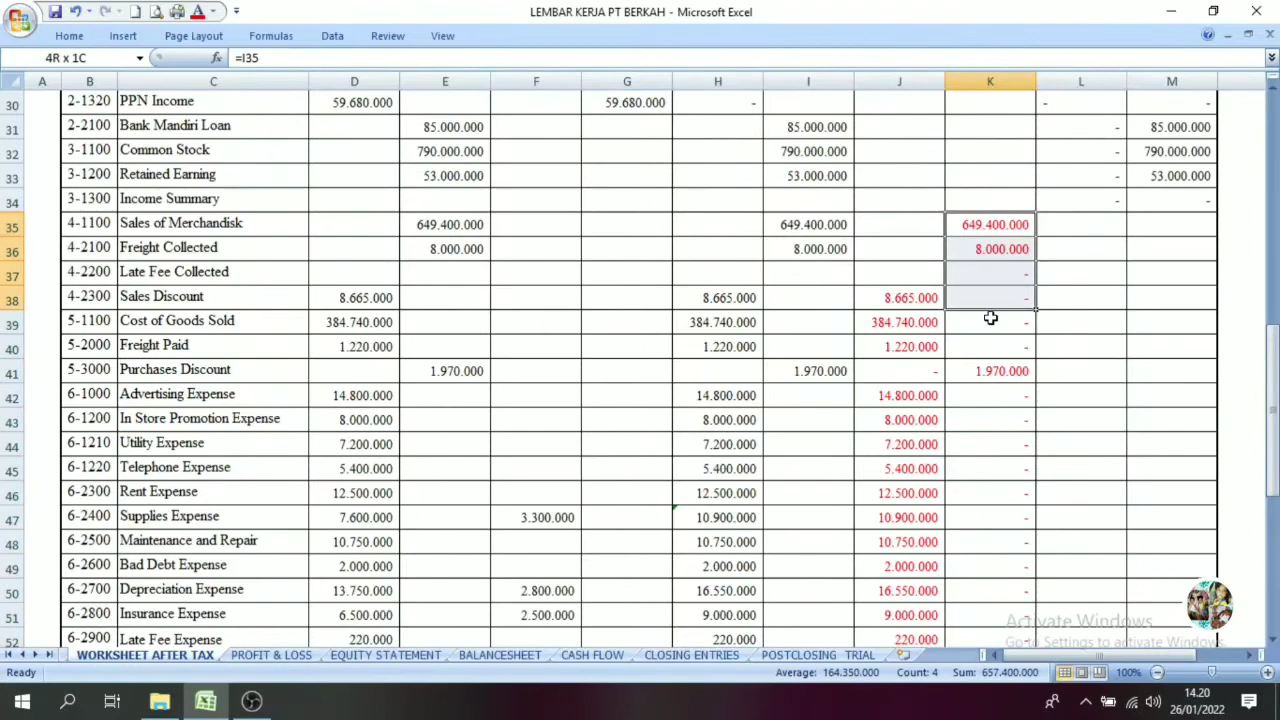 LEMBAR KERJA PT BERKAH - Microsoft Excel
Home Insert Page Layout Formulas Data Review View
4R x 1C fx =I35
A B C D E F G H I J K L M
30 2-1320 PPN Income 59.680.000 59.680.000 - - -
31 2-2100 Bank Mandiri Loan 85.000.000 85.000.000 - 85.000.000
32 3-1100 Common Stock 790.000.000 790.000.000 - 790.000.000
33 3-1200 Retained Earning 53.000.000 53.000.000 - 53.000.000
34 3-1300 Income Summary - -
35 4-1100 Sales of Merchandisk 649.400.000 649.400.000 649.400.000
36 4-2100 Freight Collected 8.000.000 8.000.000 8.000.000
37 4-2200 Late Fee Collected -
38 4-2300 Sales Discount 8.665.000 8.665.000 8.665.000 -
39 5-1100 Cost of Goods Sold 384.740.000 384.740.000 384.740.000 -
40 5-2000 Freight Paid 1.220.000 1.220.000 1.220.000 -
41 5-3000 Purchases Discount 1.970.000 1.970.000 - 1.970.000
42 6-1000 Advertising Expense 14.800.000 14.800.000 14.800.000 -
43 6-1200 In Store Promotion Expense 8.000.000 8.000.000 8.000.000 -
44 6-1210 Utility Expense 7.200.000 7.200.000 7.200.000 -
45 6-1220 Telephone Expense 5.400.000 5.400.000 5.400.000 -
46 6-2300 Rent Expense 12.500.000 12.500.000 12.500.000 -
47 6-2400 Supplies Expense 7.600.000 3.300.000 10.900.000 10.900.000 -
48 6-2500 Maintenance and Repair 10.750.000 10.750.000 10.750.000 -
49 6-2600 Bad Debt Expense 2.000.000 2.000.000 2.000.000 -
50 6-2700 Depreciation Expense 13.750.000 2.800.000 16.550.000 16.550.000 -
51 6-2800 Insurance Expense 6.500.000 2.500.000 9.000.000 9.000.000 -
52 6-2900 Late Fee Expense 220.000 220.000 220.000 -
Activate Windows
Go to Settings to activate Windows.
WORKSHEET AFTER TAX PROFIT & LOSS EQUITY STATEMENT BALANCESHEET CASH FLOW CLOSING ENTRIES POSTCLOSING TRIAL
Ready Average: 164.350.000 Count: 4 Sum: 657.400.000 100%
14.20
26/01/2022